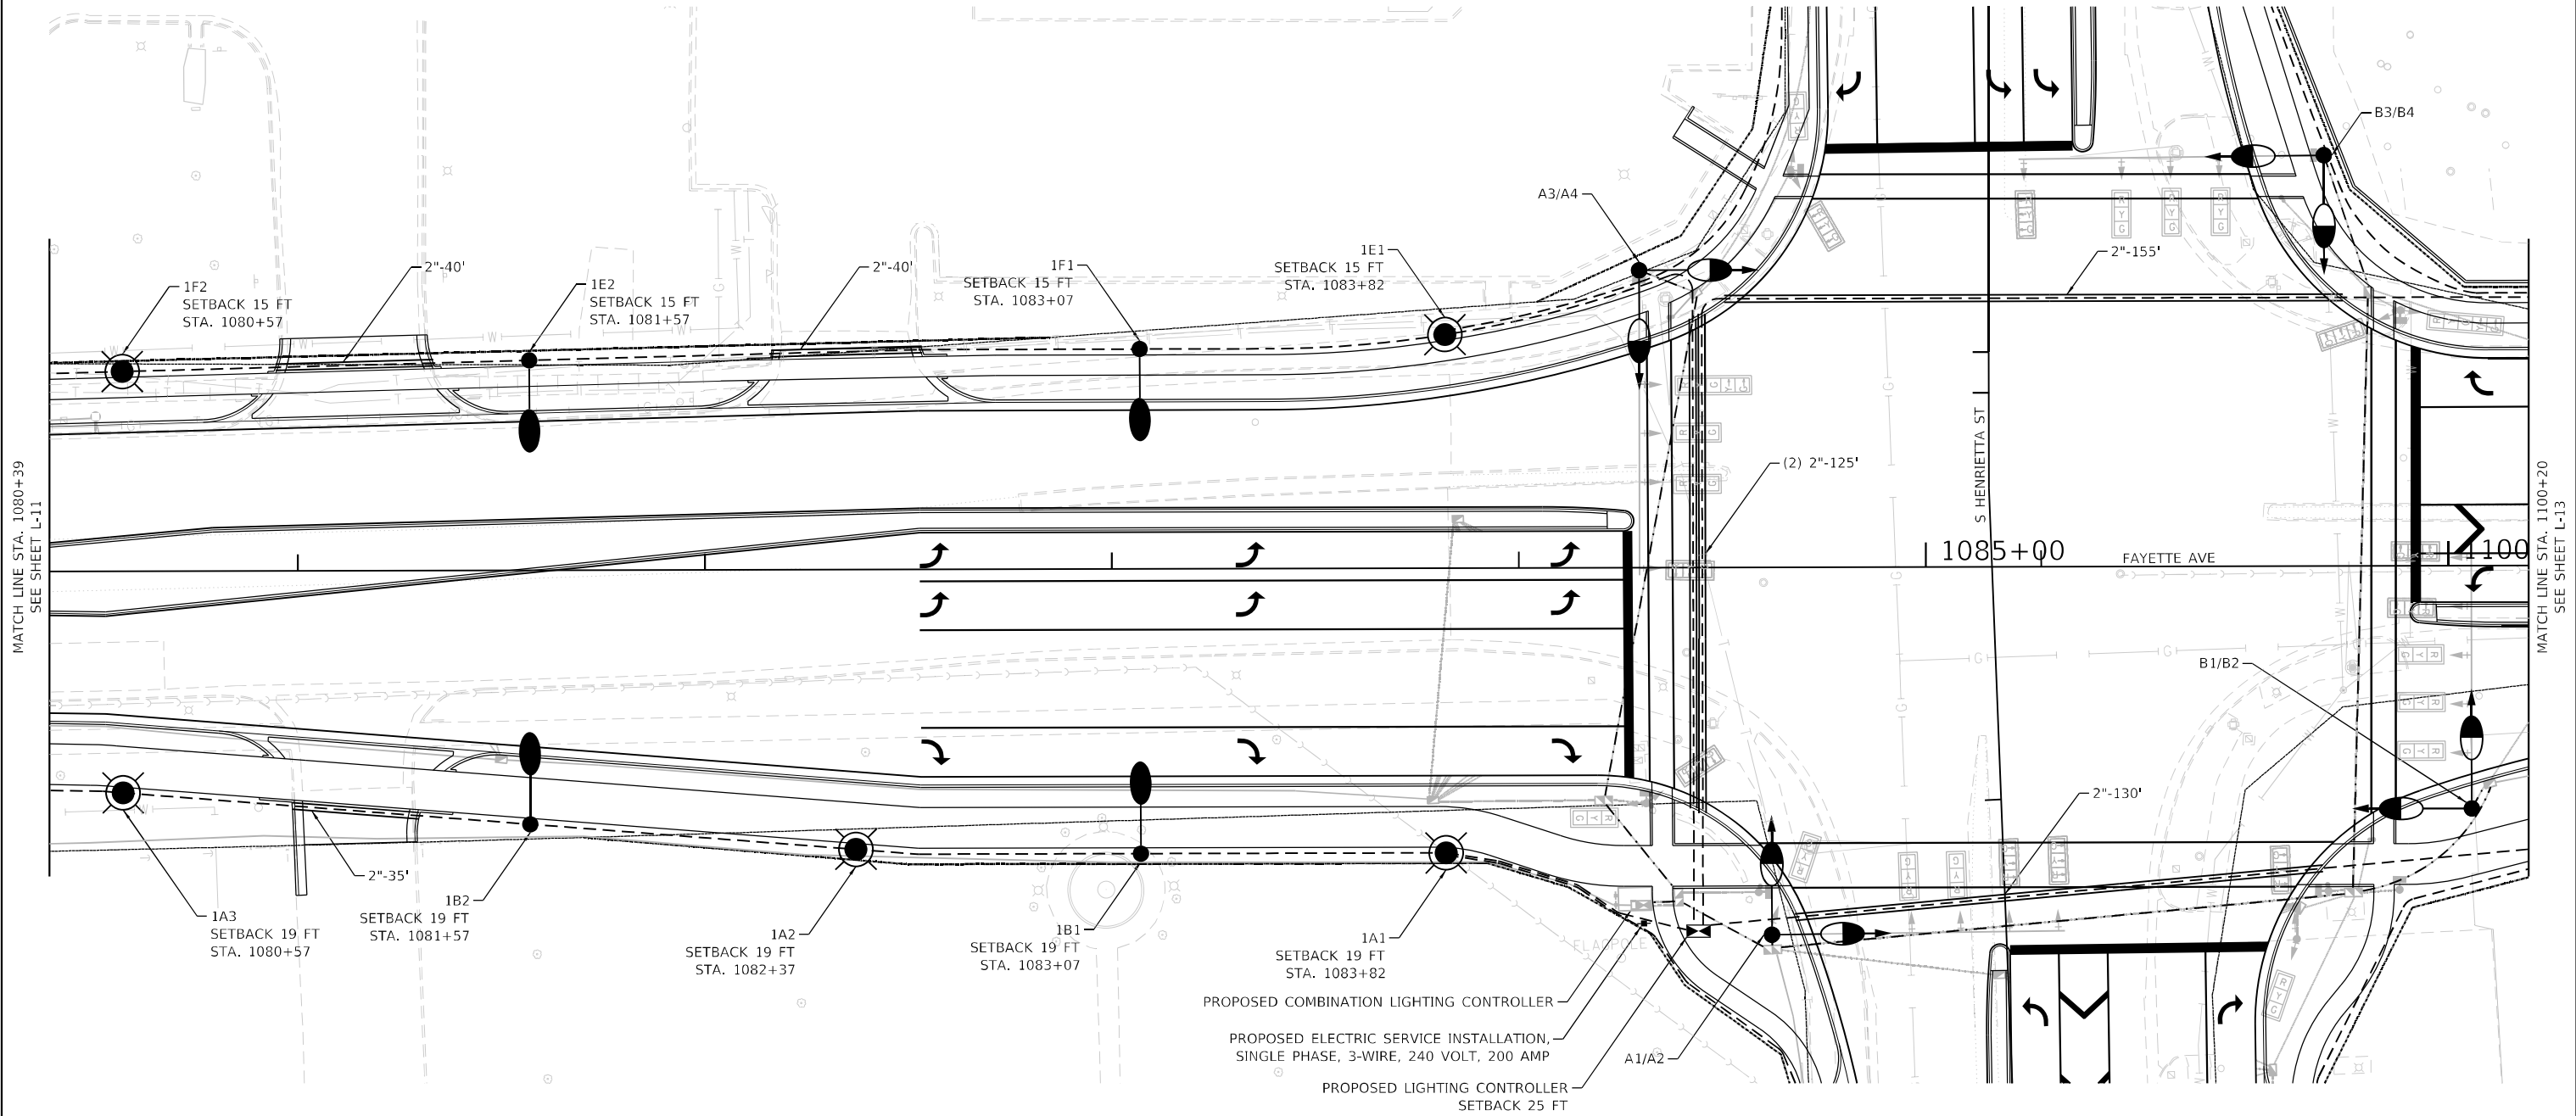 B3/B4
A3/A4
1F2
SETBACK 15 FT
STA. 1080+57
2"-40'
1E2
SETBACK 15 FT
STA. 1081+57
2"-40'
1F1
SETBACK 15 FT
STA. 1083+07
1E1
SETBACK 15 FT
STA. 1083+82
2"-155'
MATCH LINE STA. 1080+39
SEE SHEET L-11
(2) 2"-125'
S HENRIETTA ST
1085+00
FAYETTE AVE
1100
MATCH LINE STA. 1100+20
SEE SHEET L-13
B1/B2
2"-130'
2"-35'
1A3
SETBACK 19 FT
STA. 1080+57
1B2
SETBACK 19 FT
STA. 1081+57
1A2
SETBACK 19 FT
STA. 1082+37
1B1
SETBACK 19 FT
STA. 1083+07
1A1
SETBACK 19 FT
STA. 1083+82
FLAGPOLE
PROPOSED COMBINATION LIGHTING CONTROLLER
PROPOSED ELECTRIC SERVICE INSTALLATION,
SINGLE PHASE, 3-WIRE, 240 VOLT, 200 AMP
A1/A2
PROPOSED LIGHTING CONTROLLER
SETBACK 25 FT